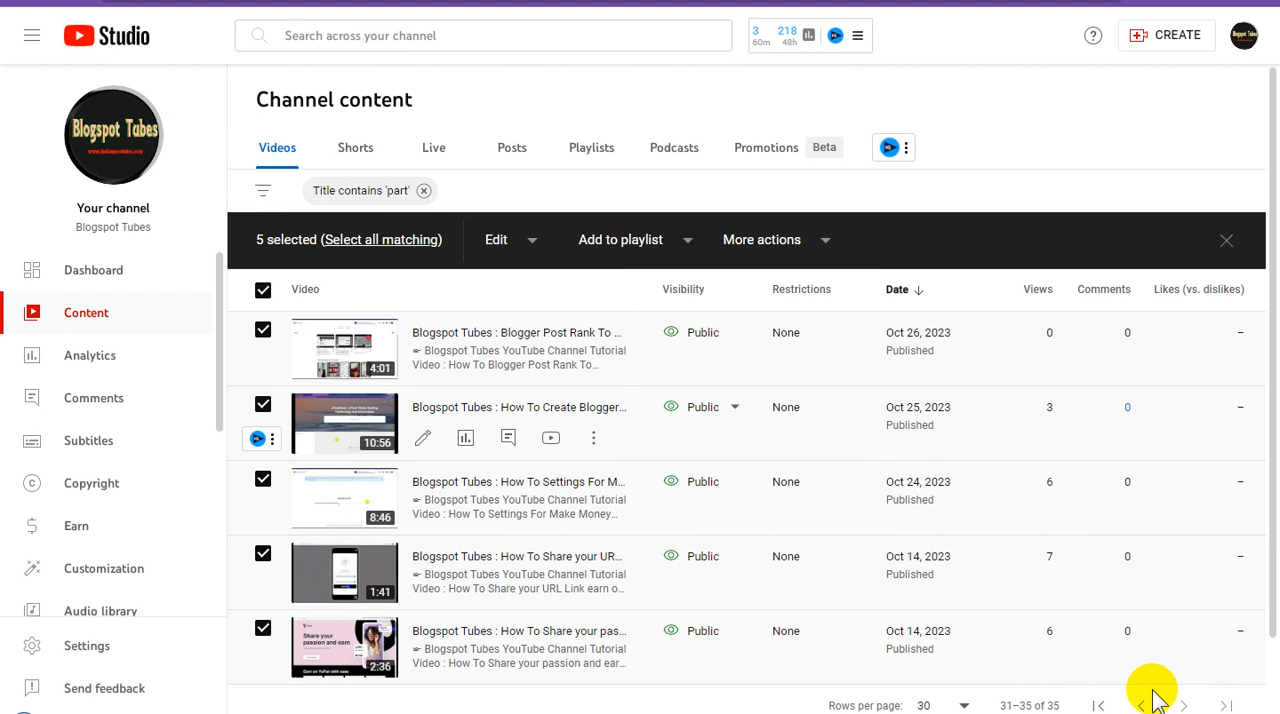 Studio
Search across your channel
3 218
60m 48h
CREATE
Blogspot Tubes
Blogspot Tubes
Your channel
Blogspot Tubes
Dashboard
Content
Analytics
Comments
Subtitles
Copyright
Earn
Customization
Audio library
Settings
Send feedback
Channel content
Videos Shorts Live Posts Playlists Podcasts Promotions Beta
Title contains 'part'
5 selected (Select all matching) Edit Add to playlist More actions
Video Visibility Restrictions Date Views Comments Likes (vs. dislikes)
4:01
Blogspot Tubes : Blogger Post Rank To ... Public None Oct 26, 2023 0 0 –
Blogspot Tubes YouTube Channel Tutorial Published
Video : How To Blogger Post Rank To...
10:56
Blogspot Tubes : How To Create Blogger... Public None Oct 25, 2023 3 0 –
Published
8:46
Blogspot Tubes : How To Settings For M... Public None Oct 24, 2023 6 0 –
Blogspot Tubes YouTube Channel Tutorial Published
Video : How To Settings For Make Money...
1:41
Blogspot Tubes : How To Share your UR... Public None Oct 14, 2023 7 0 –
Blogspot Tubes YouTube Channel Tutorial Published
Video : How To Share your URL Link earn o...
Share your
passion and earn
2:36
Blogspot Tubes : How To Share your pas... Public None Oct 14, 2023 6 0 –
Blogspot Tubes YouTube Channel Tutorial Published
Video : How To Share your passion and ear...
Rows per page: 30 31–35 of 35